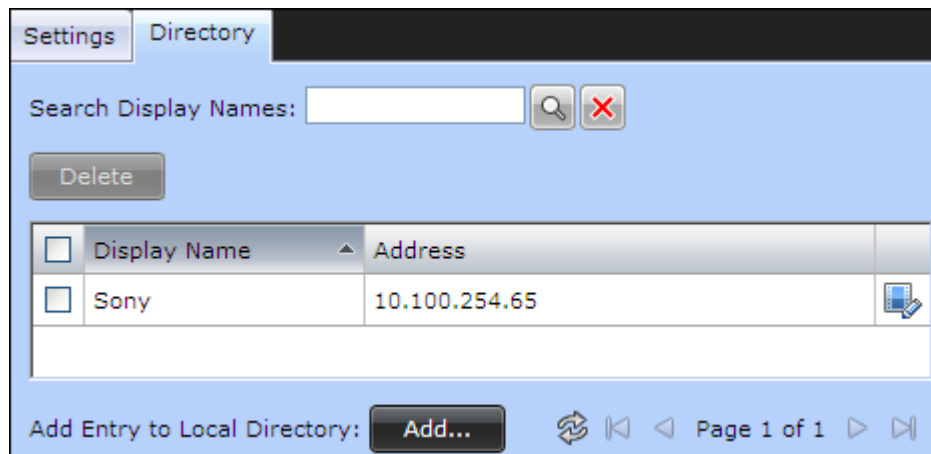 Settings Directory
Search Display Names:
Delete
Display Name Address
Sony 10.100.254.65
Add Entry to Local Directory: Add... Page 1 of 1